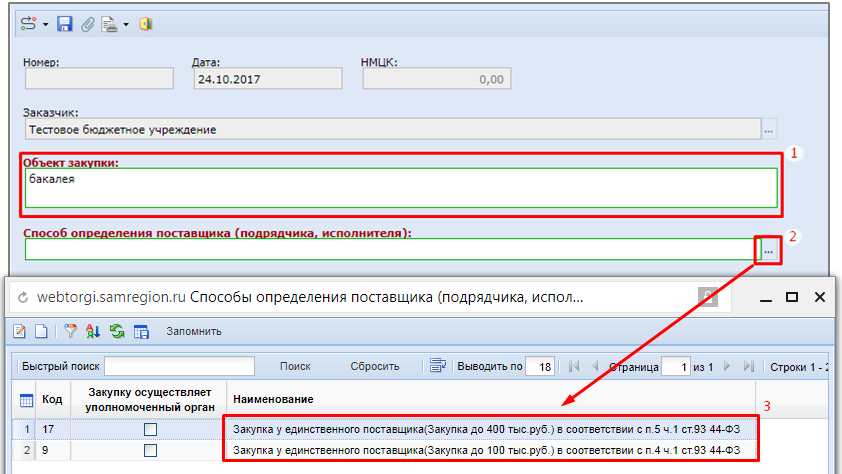 Номер: Дата: НМЦК:
24.10.2017 0,00
Заказчик:
Тестовое бюджетное учреждение ...
Объект закупки: 1
бакалея
Способ определения поставщика (подрядчика, исполнителя): 2
...
webtorgi.samregion.ru Способы определения поставщика (подрядчика, испол...
Запомнить
Быстрый поиск Поиск Сбросить Выводить по 18 Страница 1 из 1 Строки 1 - 2
Код Закупку осуществляет уполномоченный орган Наименование 3
1 17 Закупка у единственного поставщика(Закупка до 400 тыс.руб.) в соответствии с п.5 ч.1 ст.93 44-ФЗ
2 9 Закупка у единственного поставщика(Закупка до 100 тыс.руб.) в соответствии с п.4 ч.1 ст.93 44-ФЗ